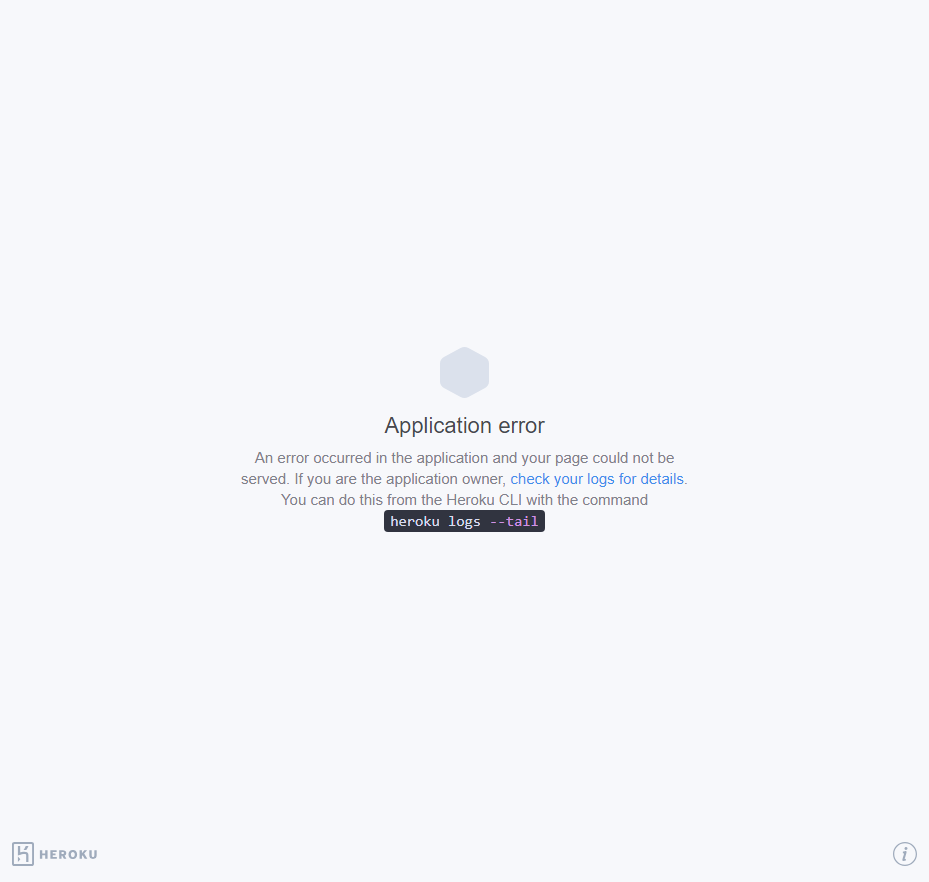 Application error
An error occurred in the application and your page could not be
served. If you are the application owner, check your logs for details.
You can do this from the Heroku CLI with the command
heroku logs --tail
HEROKU
i